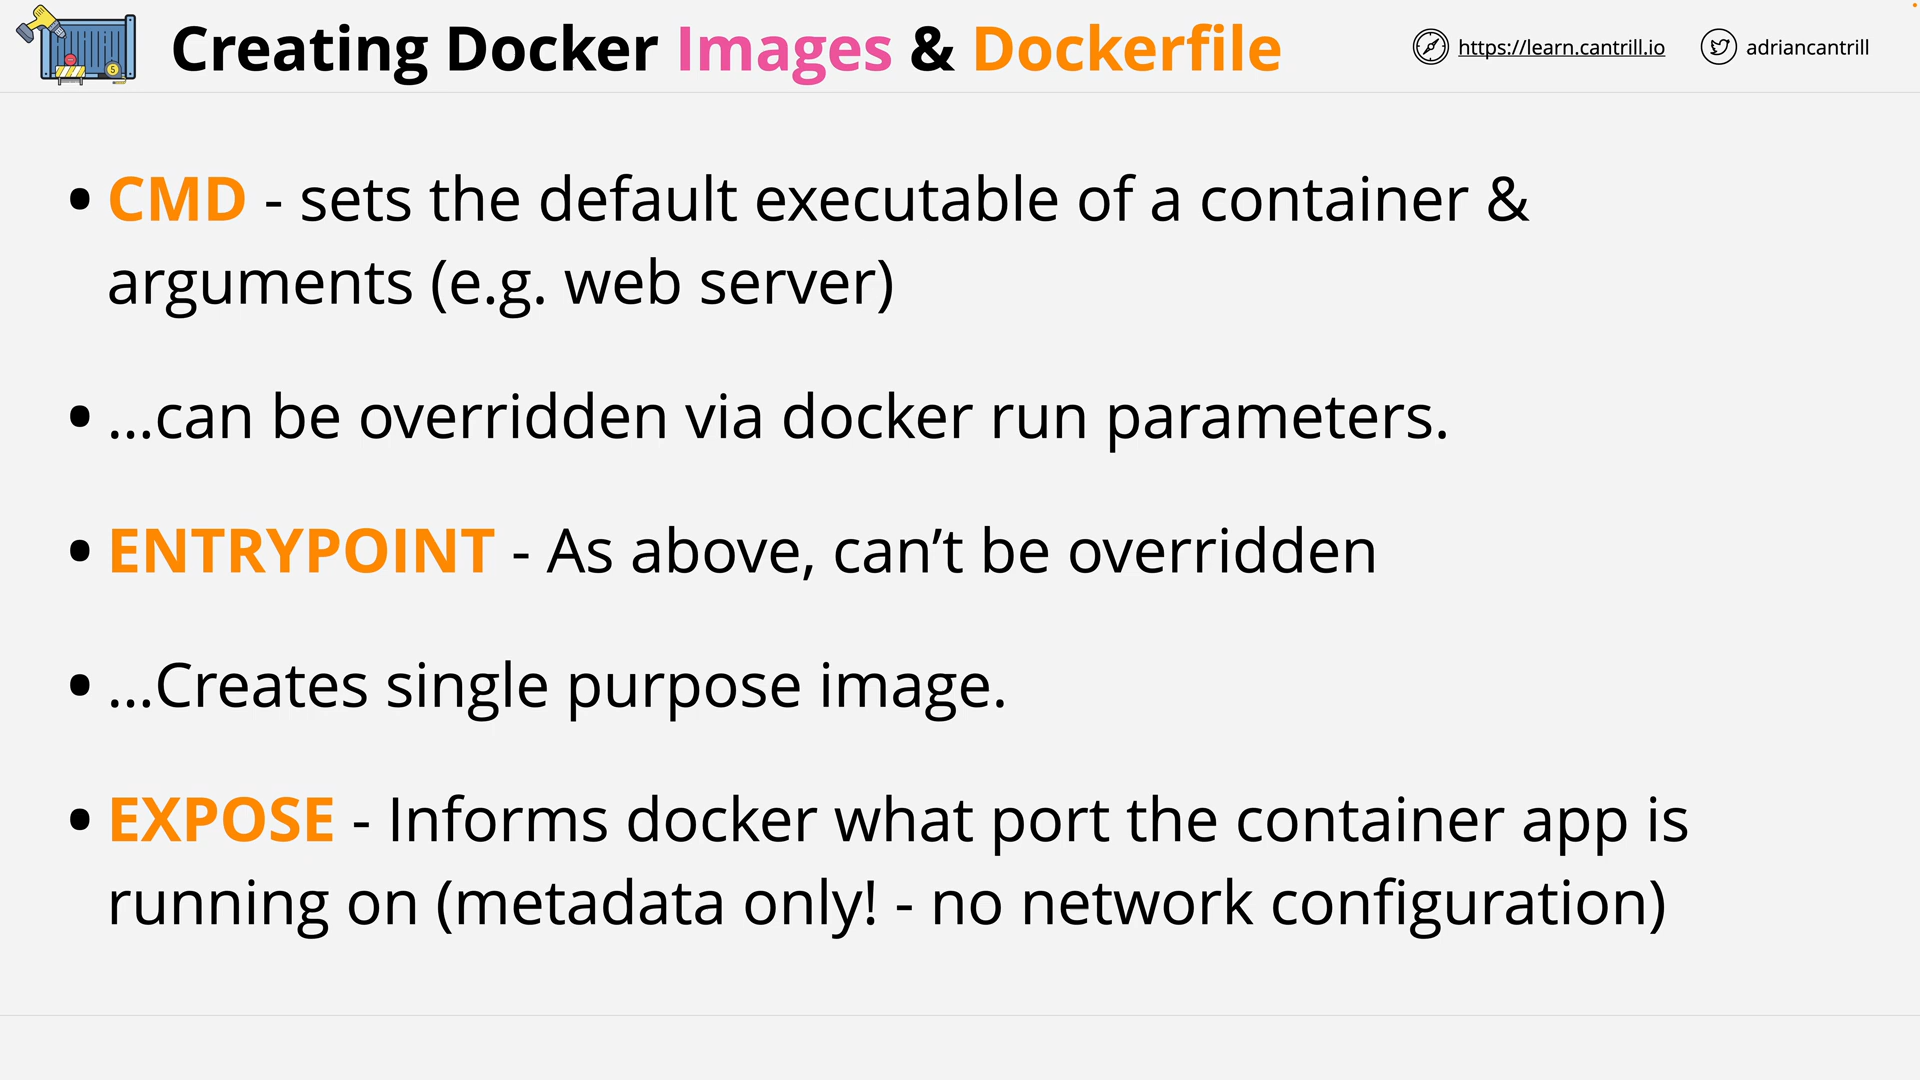 Creating Docker Images & Dockerfile
https://learn.cantrill.io
adriancantrill
• CMD - sets the default executable of a container &
arguments (e.g. web server)
• …can be overridden via docker run parameters.
• ENTRYPOINT - As above, can’t be overridden
• …Creates single purpose image.
• EXPOSE - Informs docker what port the container app is
running on (metadata only! - no network configuration)